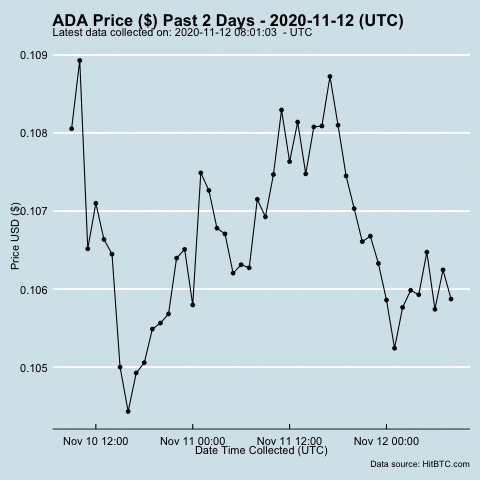 ADA Price ($) Past 2 Days - 2020-11-12 (UTC)
Latest data collected on: 2020-11-12 08:01:03  - UTC
0.109
0.108
0.107
0.106
0.105
Price USD ($)
Nov 10 12:00 Nov 11 00:00 Nov 11 12:00 Nov 12 00:00
Date Time Collected (UTC)
Data source: HitBTC.com